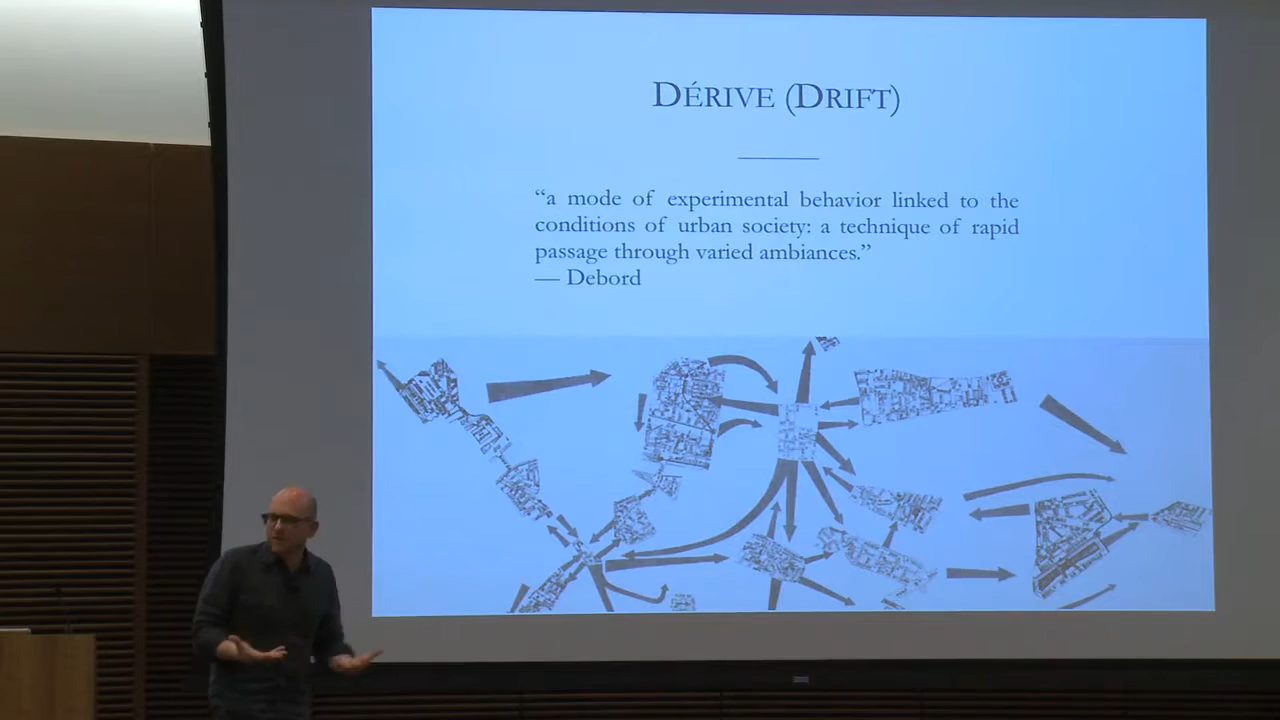 DÉRIVE (DRIFT)
“a mode of experimental behavior linked to the
conditions of urban society: a technique of rapid
passage through varied ambiances.”
— Debord